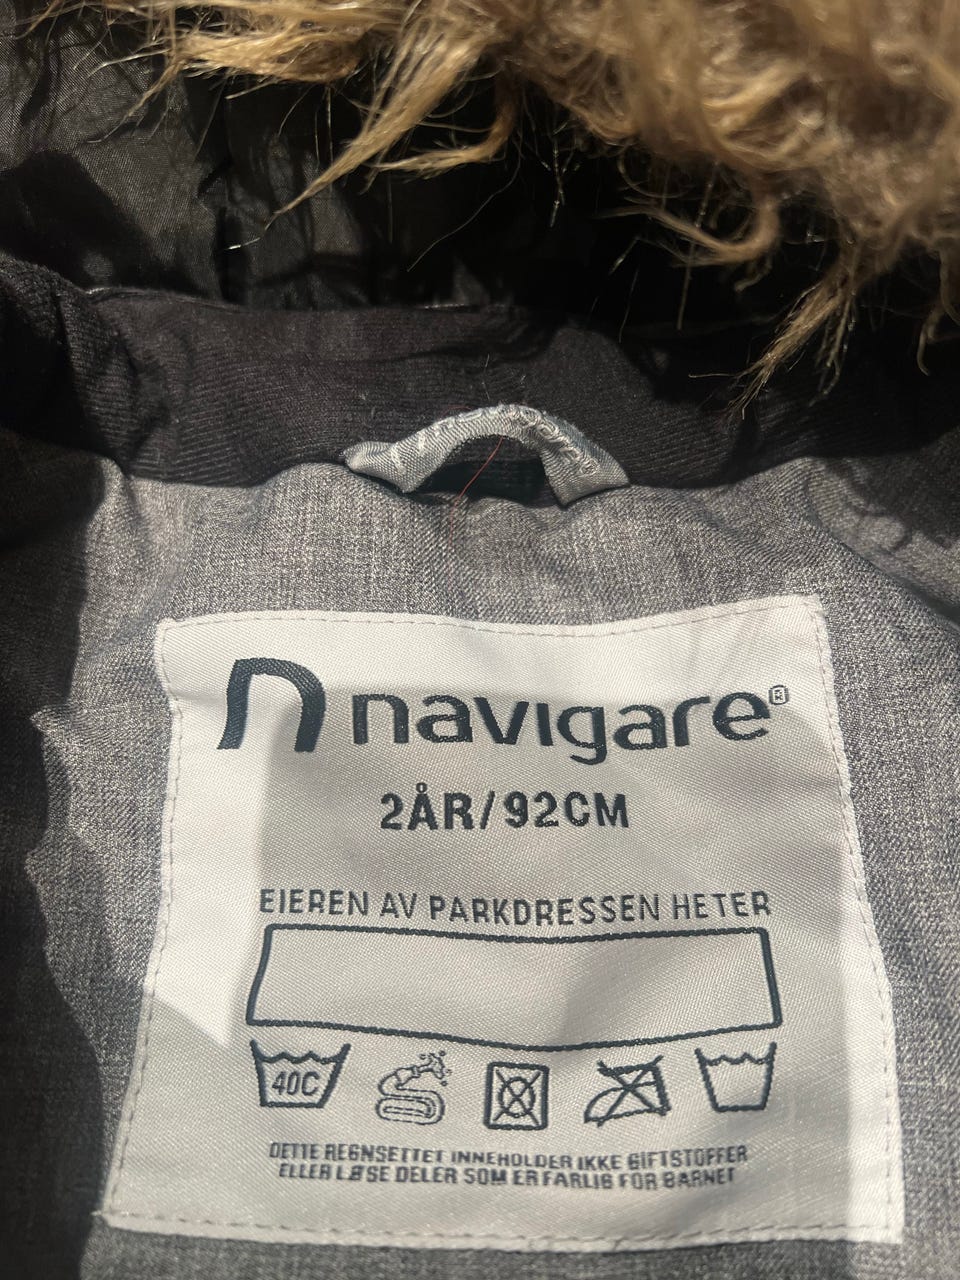 n navigare®
2ÅR/92CM
EIEREN AV PARKDRESSEN HETER
40C
DETTE REGNSETTET INNEHOLDER IKKE GIFTSTOFFER
ELLER LØSE DELER SOM ER FARLIG FOR BARNET